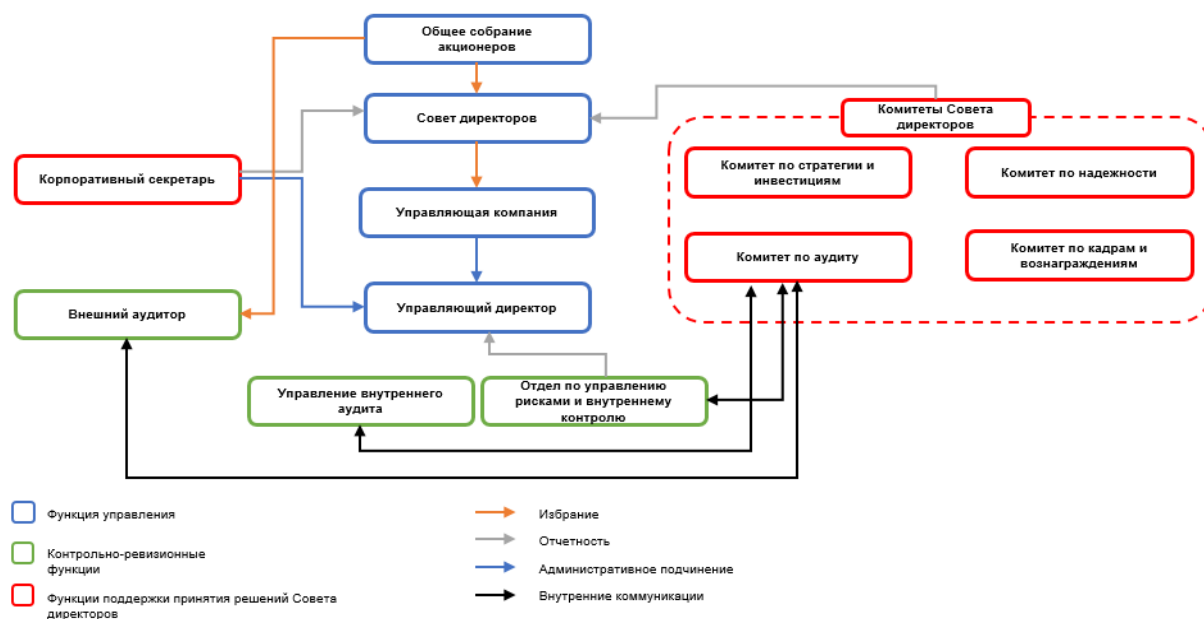 Общее собрание
акционеров
Совет директоров
Комитеты Совета
директоров
Корпоративный секретарь
Комитет по стратегии и
инвестициям
Комитет по надежности
Управляющая компания
Комитет по аудиту
Комитет по кадрам и
вознаграждениям
Внешний аудитор
Управляющий директор
Управление внутреннего
аудита
Отдел по управлению
рисками и внутреннему
контролю
Функция управления
Контрольно-ревизионные
функции
Функции поддержки принятия решений Совета
директоров
Избрание
Отчетность
Административное подчинение
Внутренние коммуникации